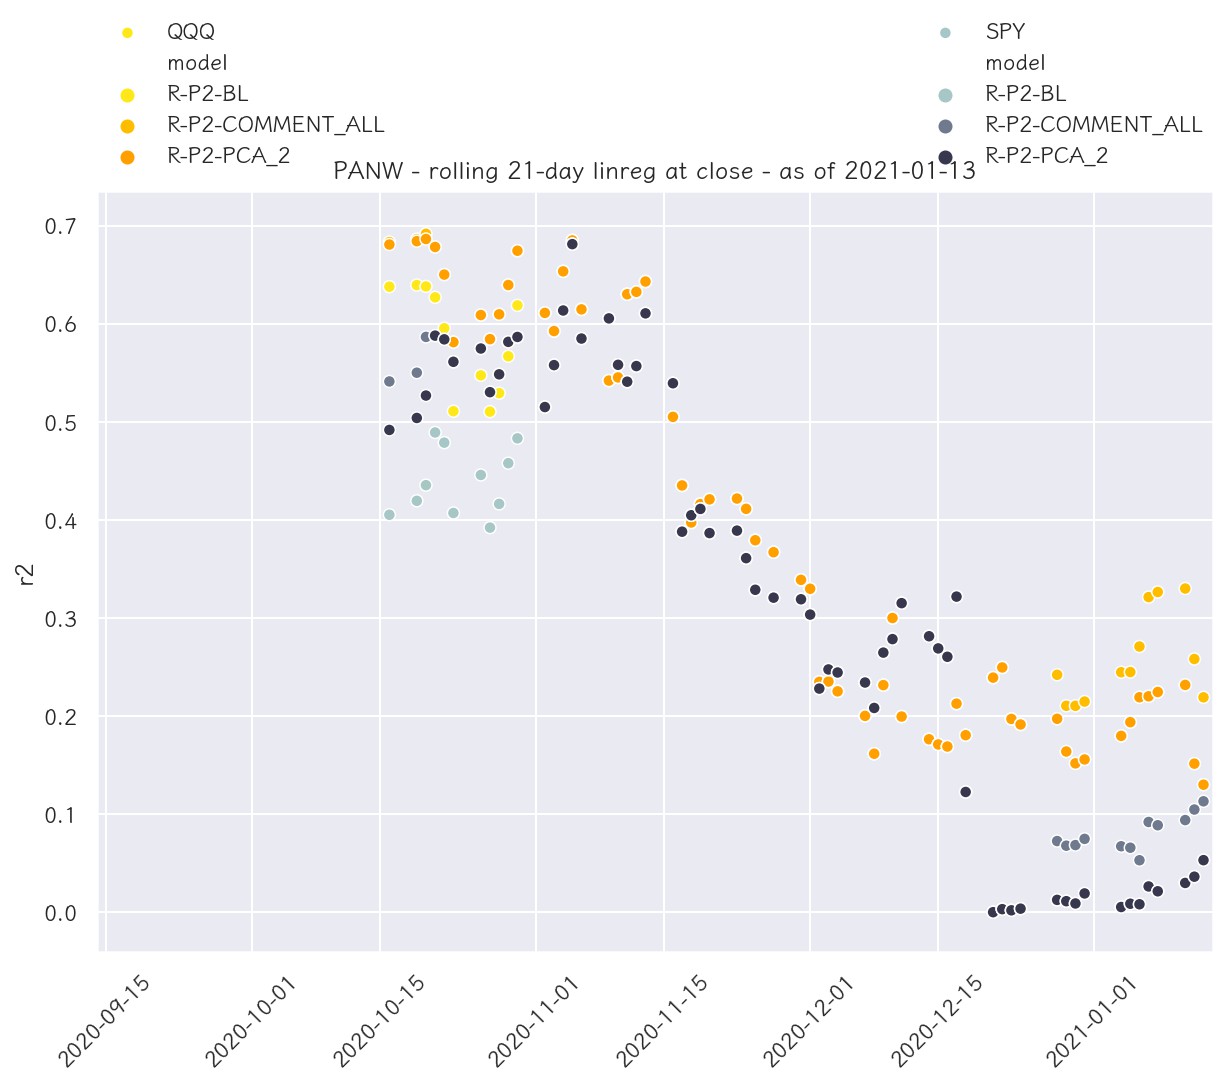 QQQ
model
R-P2-BL
R-P2-COMMENT_ALL
R-P2-PCA_2
SPY
model
R-P2-BL
R-P2-COMMENT_ALL
R-P2-PCA_2
PANW - rolling 21-day linreg at close - as of 2021-01-13
0.7
0.6
0.5
0.4
0.3
0.2
0.1
0.0
r2
2020-09-15
2020-10-01
2020-10-15
2020-11-01
2020-11-15
2020-12-01
2020-12-15
2021-01-01